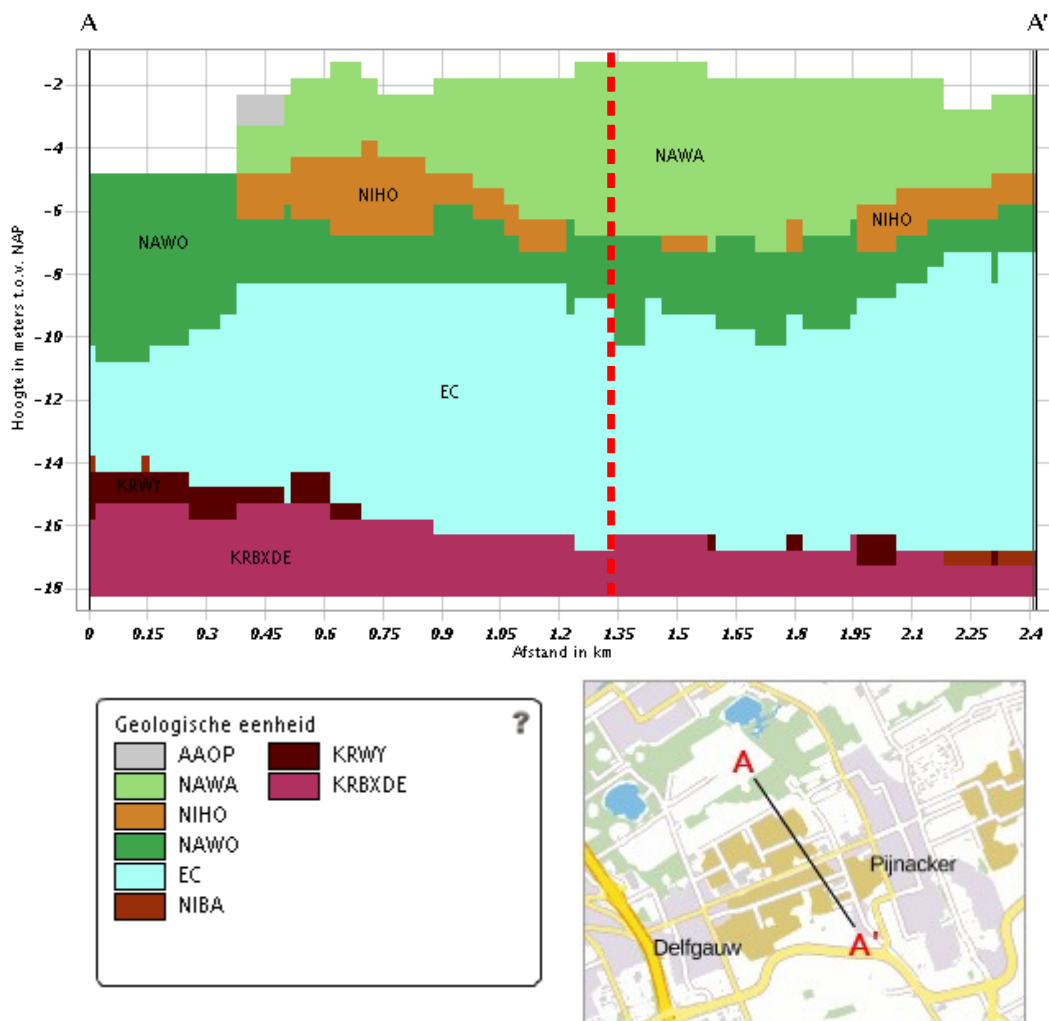 A A'
Hoogte in meters t.o.v. NAP
-2
-4
-6
-8
-10
-12
-14
-16
-18
NAWA
NIHO
NIHO
NAWO
EC
KRWY
KRBXDE
0 0.15 0.3 0.45 0.6 0.75 0.9 1.05 1.2 1.35 1.5 1.65 1.8 1.95 2.1 2.25 2.4
Afstand in km
Geologische eenheid ?
AAOP KRWY
NAWA KRBXDE
NIHO
NAWO
EC
NIBA
A
Pijnacker
Delfgauw
A'